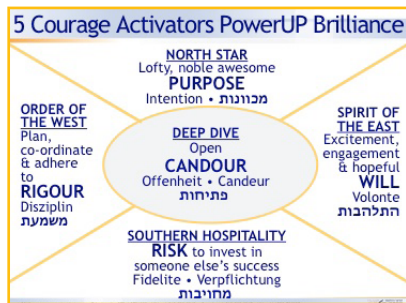 5 Courage Activators PowerUP Brilliance
NORTH STAR
Lofty, noble awesome
PURPOSE
Intention • מכוונות
ORDER OF
THE WEST
Plan,
co-ordinate
& adhere
to
RIGOUR
Disziplin
משמעת
DEEP DIVE
Open
CANDOUR
Offenheit • Candeur
פתיחות
SPIRIT OF
THE EAST
Excitement,
engagement
& hopeful
WILL
Volonte
התלהבות
SOUTHERN HOSPITALITY
RISK to invest in
someone else's success
Fidelite • Verpflichtung
מחויבות